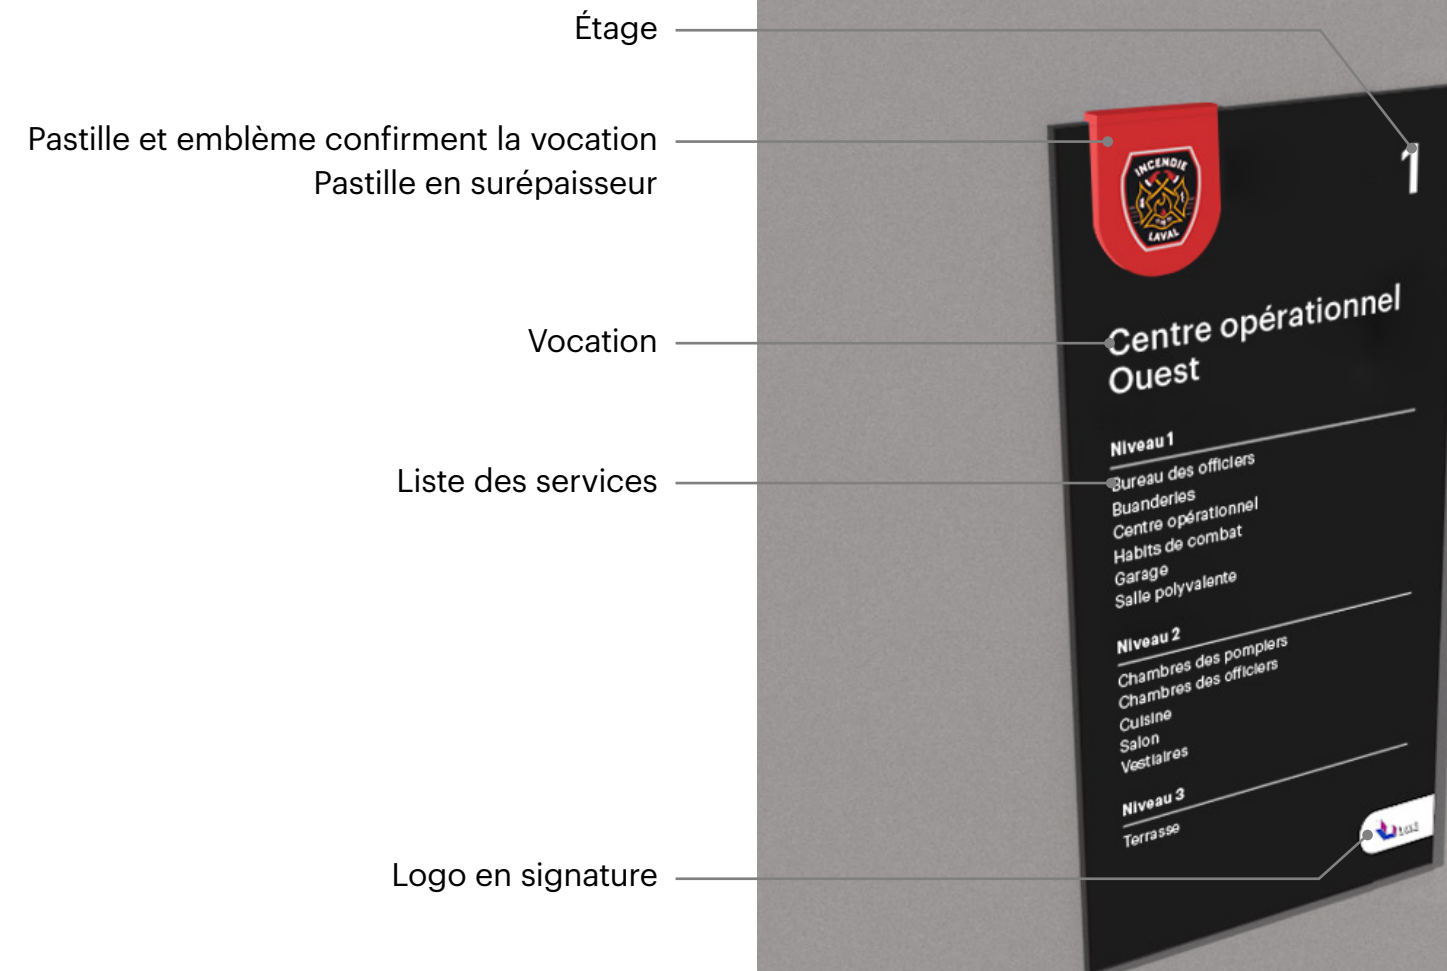 Étage
Pastille et emblème confirment la vocation
Pastille en surépaisseur
Vocation
Liste des services
Logo en signature
INCENDIE
LAVAL
1
Centre opérationnel
Ouest
Niveau 1
Bureau des officiers
Buanderies
Centre opérationnel
Habits de combat
Garage
Salle polyvalente
Niveau 2
Chambres des pompiers
Chambres des officiers
Cuisine
Salon
Vestiaires
Niveau 3
Terrasse